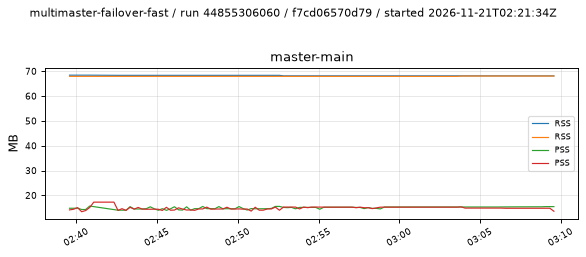 multimaster-failover-fast / run 44855306060 / f7cd06570d79 / started 2026-11-21T02:21:34Z
master-main
MB
70
60
50
40
30
20
02:40
02:45
02:50
02:55
03:00
03:05
03:10
RSS
RSS
PSS
PSS